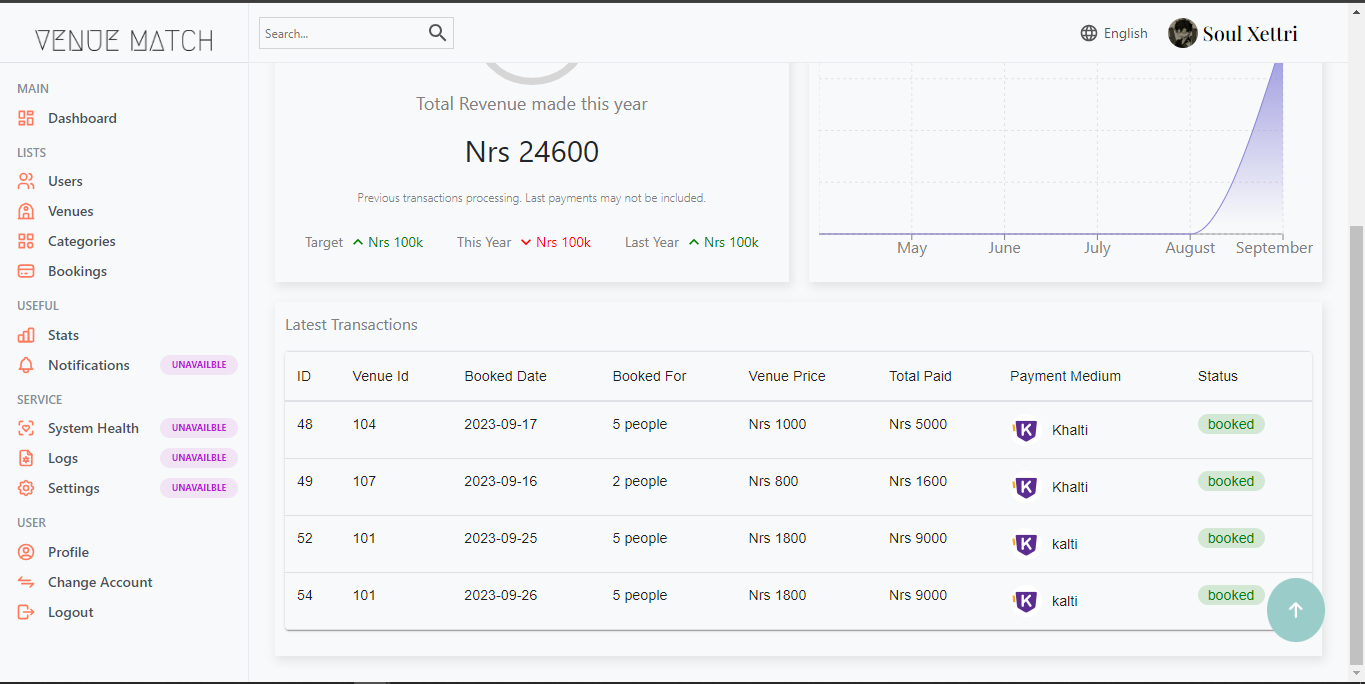 VENUE MATCH
Search...
English
Soul Xettri
MAIN
Dashboard
LISTS
Users
Venues
Categories
Bookings
USEFUL
Stats
Notifications UNAVAILBLE
SERVICE
System Health UNAVAILBLE
Logs UNAVAILBLE
Settings UNAVAILBLE
USER
Profile
Change Account
Logout
Total Revenue made this year
Nrs 24600
Previous transactions processing. Last payments may not be included.
Target Nrs 100k This Year Nrs 100k Last Year Nrs 100k
May June July August September
Latest Transactions
ID Venue Id Booked Date Booked For Venue Price Total Paid Payment Medium Status
48 104 2023-09-17 5 people Nrs 1000 Nrs 5000 K Khalti booked
49 107 2023-09-16 2 people Nrs 800 Nrs 1600 K Khalti booked
52 101 2023-09-25 5 people Nrs 1800 Nrs 9000 K kalti booked
54 101 2023-09-26 5 people Nrs 1800 Nrs 9000 K kalti booked